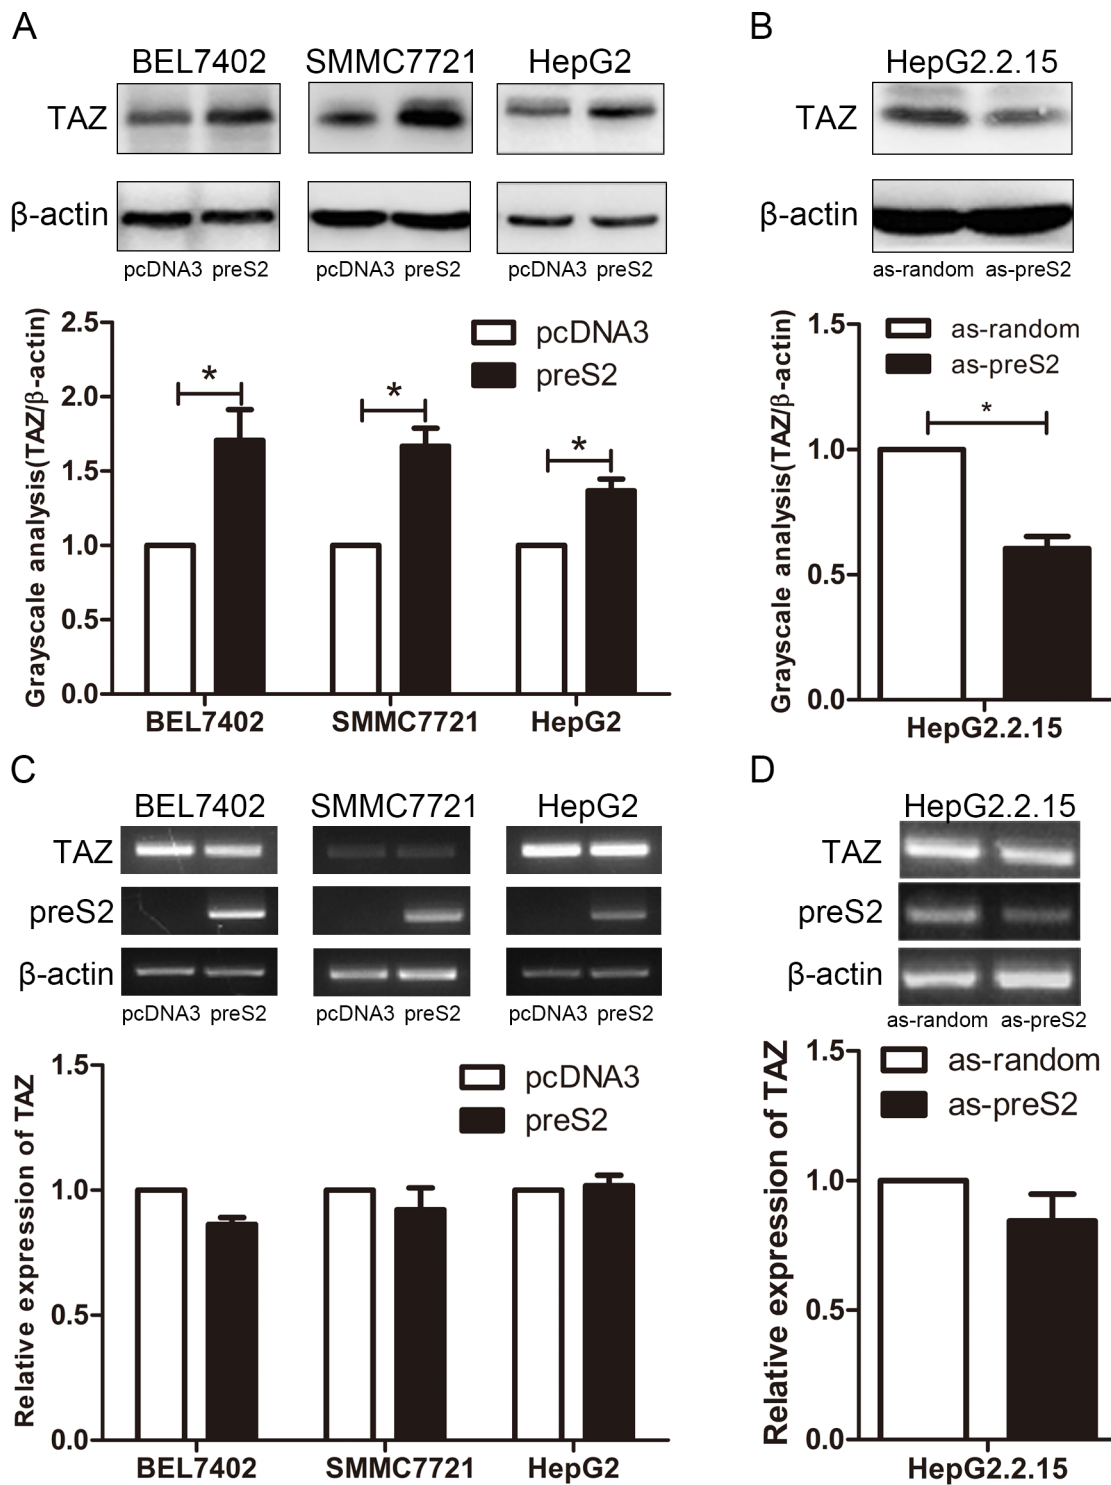 A
BEL7402 SMMC7721 HepG2
TAZ
β-actin
pcDNA3 preS2 pcDNA3 preS2 pcDNA3 preS2
Grayscale analysis(TAZ/β-actin)
2.5
2.0
1.5
1.0
0.5
0.0
pcDNA3
preS2
* * *
BEL7402 SMMC7721 HepG2
B
HepG2.2.15
TAZ
β-actin
as-random as-preS2
Grayscale analysis(TAZ/β-actin)
1.5
1.0
0.5
0.0
as-random
as-preS2
*
HepG2.2.15
C
BEL7402 SMMC7721 HepG2
TAZ
preS2
β-actin
pcDNA3 preS2 pcDNA3 preS2 pcDNA3 preS2
Relative expression of TAZ
1.5
1.0
0.5
0.0
pcDNA3
preS2
BEL7402 SMMC7721 HepG2
D
HepG2.2.15
TAZ
preS2
β-actin
as-random as-preS2
Relative expression of TAZ
1.5
1.0
0.5
0.0
as-random
as-preS2
HepG2.2.15